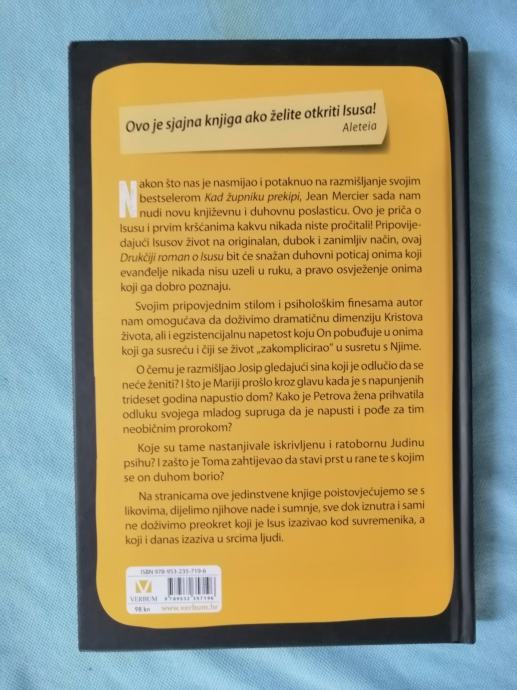 Ovo je sjajna knjiga ako želite otkriti Isusa!
Aleteia
Nakon što nas je nasmijao i potaknuo na razmišljanje svojim
bestselerom Kad župniku prekipi, Jean Mercier sada nam
nudi novu književnu i duhovnu poslasticu. Ovo je priča o
Isusu i prvim kršćanima kakvu nikada niste pročitali! Pripovije-
dajući Isusov život na originalan, dubok i zanimljiv način, ovaj
Drukčiji roman o Isusu bit će snažan duhovni poticaj onima koji
evanđelje nikada nisu uzeli u ruku, a pravo osvježenje onima
koji ga dobro poznaju.
Svojim pripovjednim stilom i psihološkim finesama autor
nam omogućava da doživimo dramatičnu dimenziju Kristova
života, ali i egzistencijalnu napetost koju On pobuđuje u onima
koji ga susreću i čiji se život „zakomplicirao" u susretu s Njime.
O čemu je razmišljao Josip gledajući sina koji je odlučio da se
neće ženiti? I što je Mariji prošlo kroz glavu kada je s napunjenih
trideset godina napustio dom? Kako je Petrova žena prihvatila
odluku svojega mladog supruga da je napusti i pođe za tim
neobičnim prorokom?
Koje su tame nastanjivale iskrivljenu i ratobornu Judinu
psihu? I zašto je Toma zahtijevao da stavi prst u rane te s kojim
se on duhom borio?
Na stranicama ove jedinstvene knjige poistovjećujemo se s
likovima, dijelimo njihove nade i sumnje, sve dok iznutra i sami
ne doživimo preokret koji je Isus izazivao kod suvremenika, a
koji i danas izaziva u srcima ljudi.
ISBN 978-953-235-719-6
V
VERBUM
98 kn
9 789532 357196
www.verbum.hr